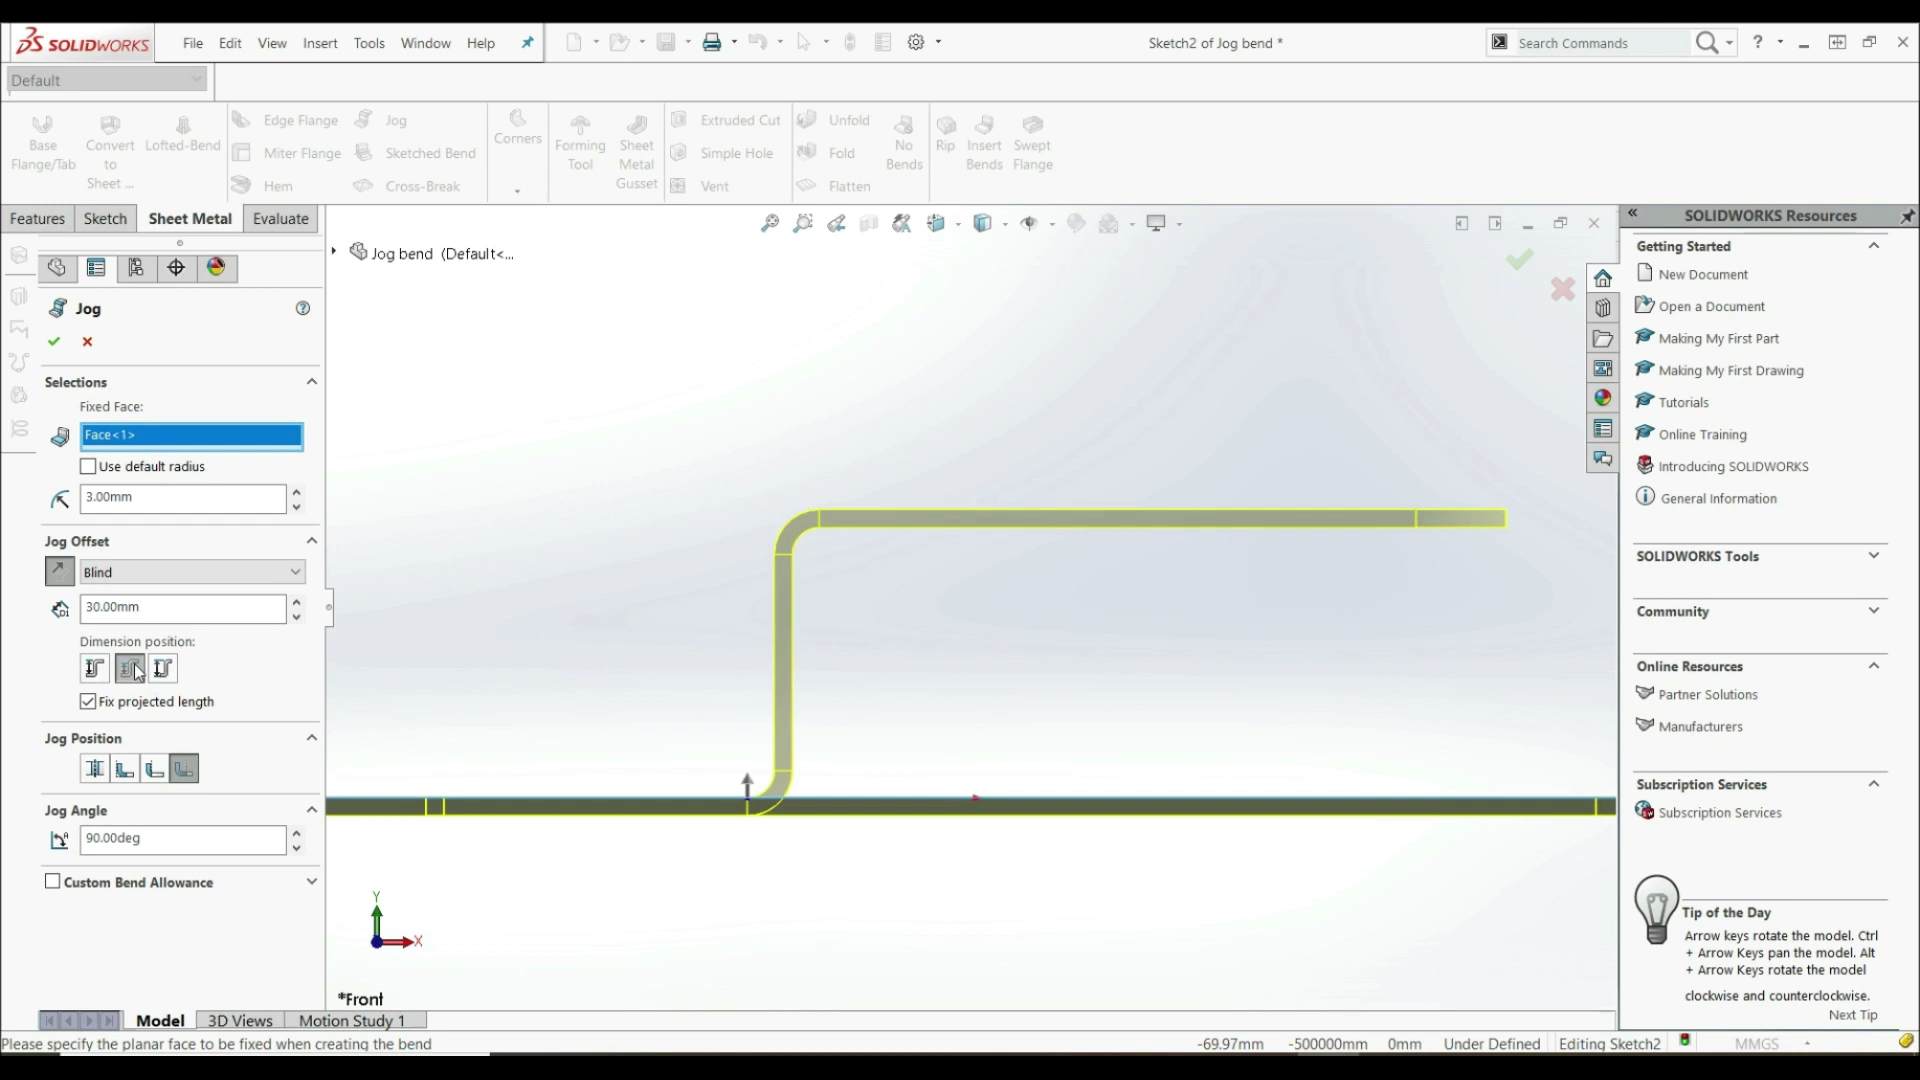 SOLIDWORKS File Edit View Insert Tools Window Help Sketch2 of Jog bend * Search Commands ?
Default
Base Flange/Tab
Convert to Sheet ...
Lofted-Bend
Edge Flange
Miter Flange
Hem
Jog
Sketched Bend
Cross-Break
Corners
Forming Tool
Sheet Metal Gusset
Extruded Cut
Simple Hole
Vent
Unfold
Fold
Flatten
No Bends
Rip
Insert Bends
Swept Flange
Features Sketch Sheet Metal Evaluate
Jog bend (Default<...
Jog
Selections
Fixed Face:
Face<1>
Use default radius
3.00mm
Jog Offset
Blind
30.00mm
Dimension position:
Fix projected length
Jog Position
Jog Angle
90.00deg
Custom Bend Allowance
Y
X
*Front
Model 3D Views Motion Study 1
SOLIDWORKS Resources
Getting Started
New Document
Open a Document
Making My First Part
Making My First Drawing
Tutorials
Online Training
Introducing SOLIDWORKS
General Information
SOLIDWORKS Tools
Community
Online Resources
Partner Solutions
Manufacturers
Subscription Services
Subscription Services
Tip of the Day
Arrow keys rotate the model. Ctrl
+ Arrow Keys pan the model. Alt
+ Arrow Keys rotate the model
clockwise and counterclockwise.
Next Tip
Please specify the planar face to be fixed when creating the bend -69.97mm -500000mm 0mm Under Defined Editing Sketch2 MMGS